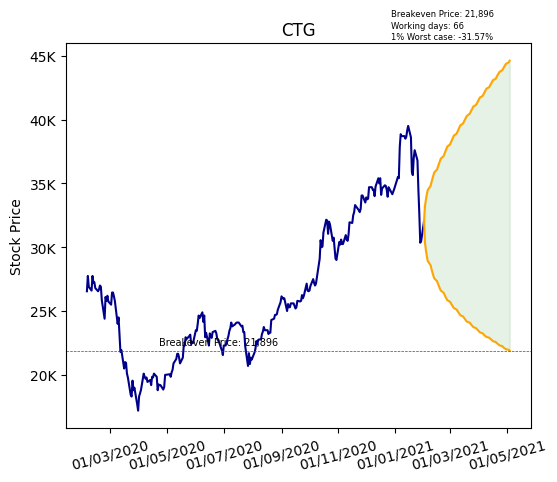 Breakeven Price: 21,896
Working days: 66
1% Worst case: -31.57%
CTG
Stock Price
45K
40K
35K
30K
25K
20K
Breakeven Price: 21,896
01/03/2020
01/05/2020
01/07/2020
01/09/2020
01/11/2020
01/01/2021
01/03/2021
01/05/2021